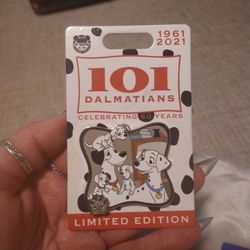 1961
2021
101
DALMATIANS
CELEBRATING 60 YEARS
LIMITED EDITION